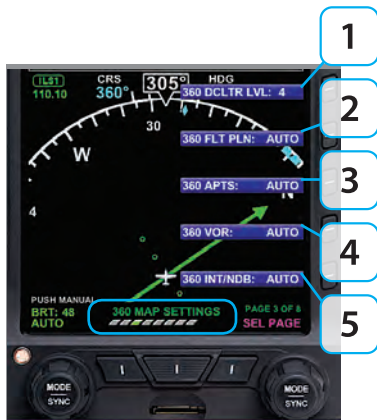 1
ILS1
110.10
CRS
360°
305°
HDG
360 DCLTR LVL: 4
2
30
360 FLT PLN: AUTO
W
3
360 APTS: AUTO
N
4
360 VOR: AUTO
4
360 INT/NDB: AUTO
5
PUSH MANUAL
BRT: 48
AUTO
360 MAP SETTINGS
PAGE 3 OF 8
SEL PAGE
MODE
SYNC
MODE
SYNC